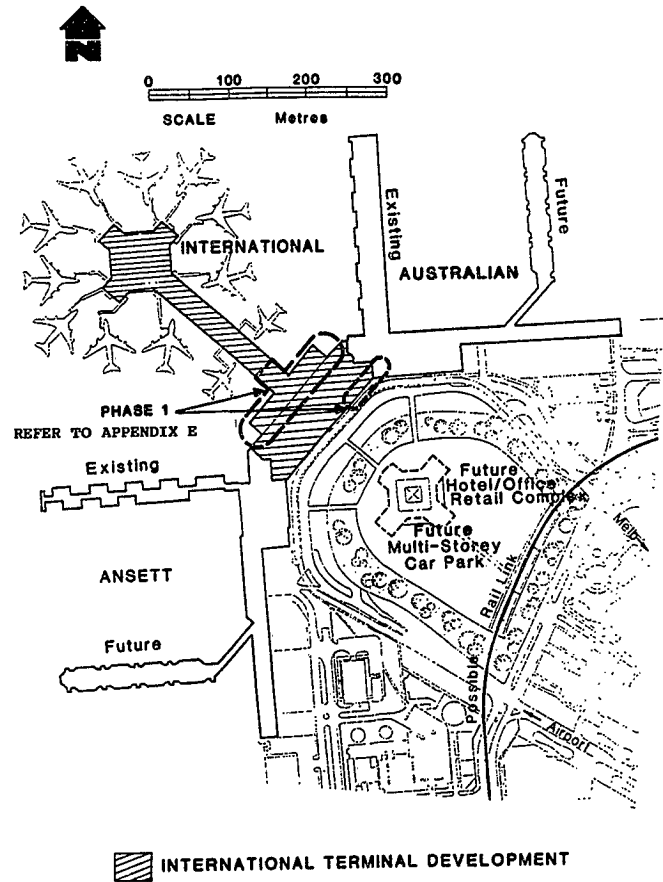 N
0 100 200 300
SCALE Metres
INTERNATIONAL
Existing
Future
AUSTRALIAN
PHASE 1
REFER TO APPENDIX E
Existing
Future
Hotel/Office
Retail Complex
Future
Multi-Storey
Car Park
ANSETT
Future
Melb
Possible Rail Link
Airport
INTERNATIONAL TERMINAL DEVELOPMENT